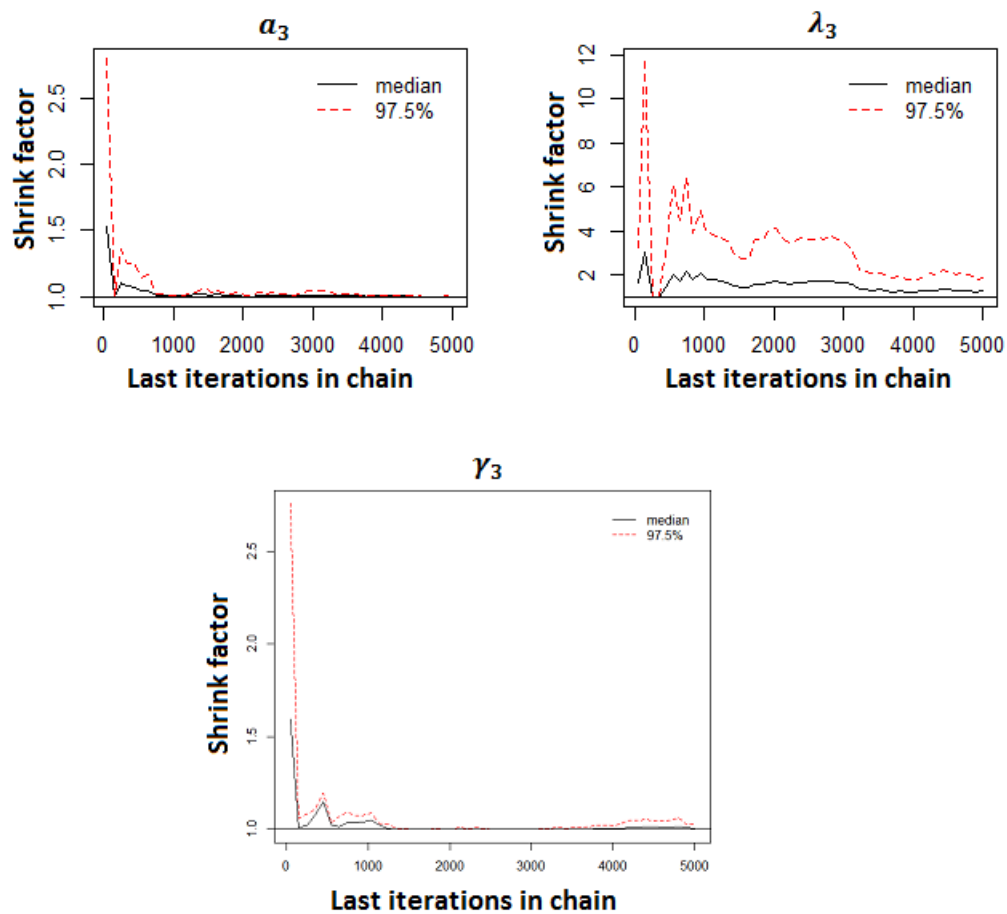 a₃
median
97.5%
Shrink factor
1.0 1.5 2.0 2.5
0 1000 2000 3000 4000 5000
Last iterations in chain
λ₃
median
97.5%
Shrink factor
2 4 6 8 10 12
0 1000 2000 3000 4000 5000
Last iterations in chain
γ₃
median
97.5%
Shrink factor
1.0 1.5 2.0 2.5
0 1000 2000 3000 4000 5000
Last iterations in chain